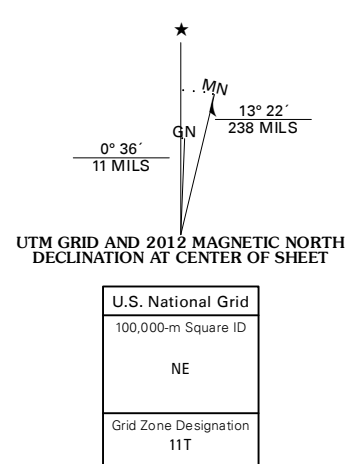 ★
MN
GN
13° 22´
238 MILS
0° 36´
11 MILS
UTM GRID AND 2012 MAGNETIC NORTH
DECLINATION AT CENTER OF SHEET
U.S. National Grid
100,000-m Square ID
NE
Grid Zone Designation
11T